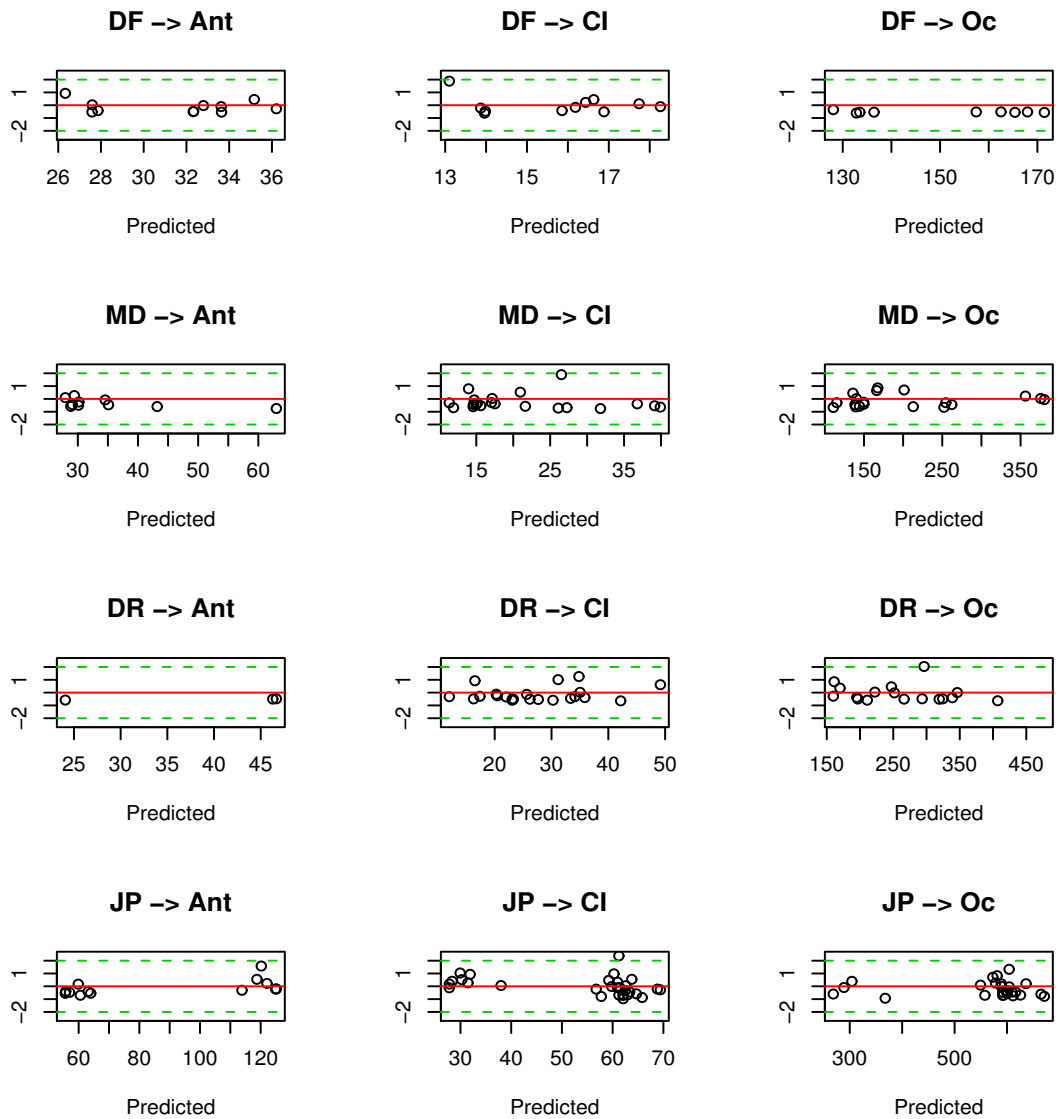 DF −> Ant
DF −> Cl
DF −> Oc
1
−2
26 28 30 32 34 36
Predicted
1
−2
13 15 17
Predicted
1
−2
130 150 170
Predicted
MD −> Ant
MD −> Cl
MD −> Oc
1
−2
30 40 50 60
Predicted
1
−2
15 25 35
Predicted
1
−2
150 250 350
Predicted
DR −> Ant
DR −> Cl
DR −> Oc
1
−2
25 30 35 40 45
Predicted
1
−2
20 30 40 50
Predicted
1
−2
150 250 350 450
Predicted
JP −> Ant
JP −> Cl
JP −> Oc
1
−2
60 80 100 120
Predicted
1
−2
30 40 50 60 70
Predicted
1
−2
300 500
Predicted